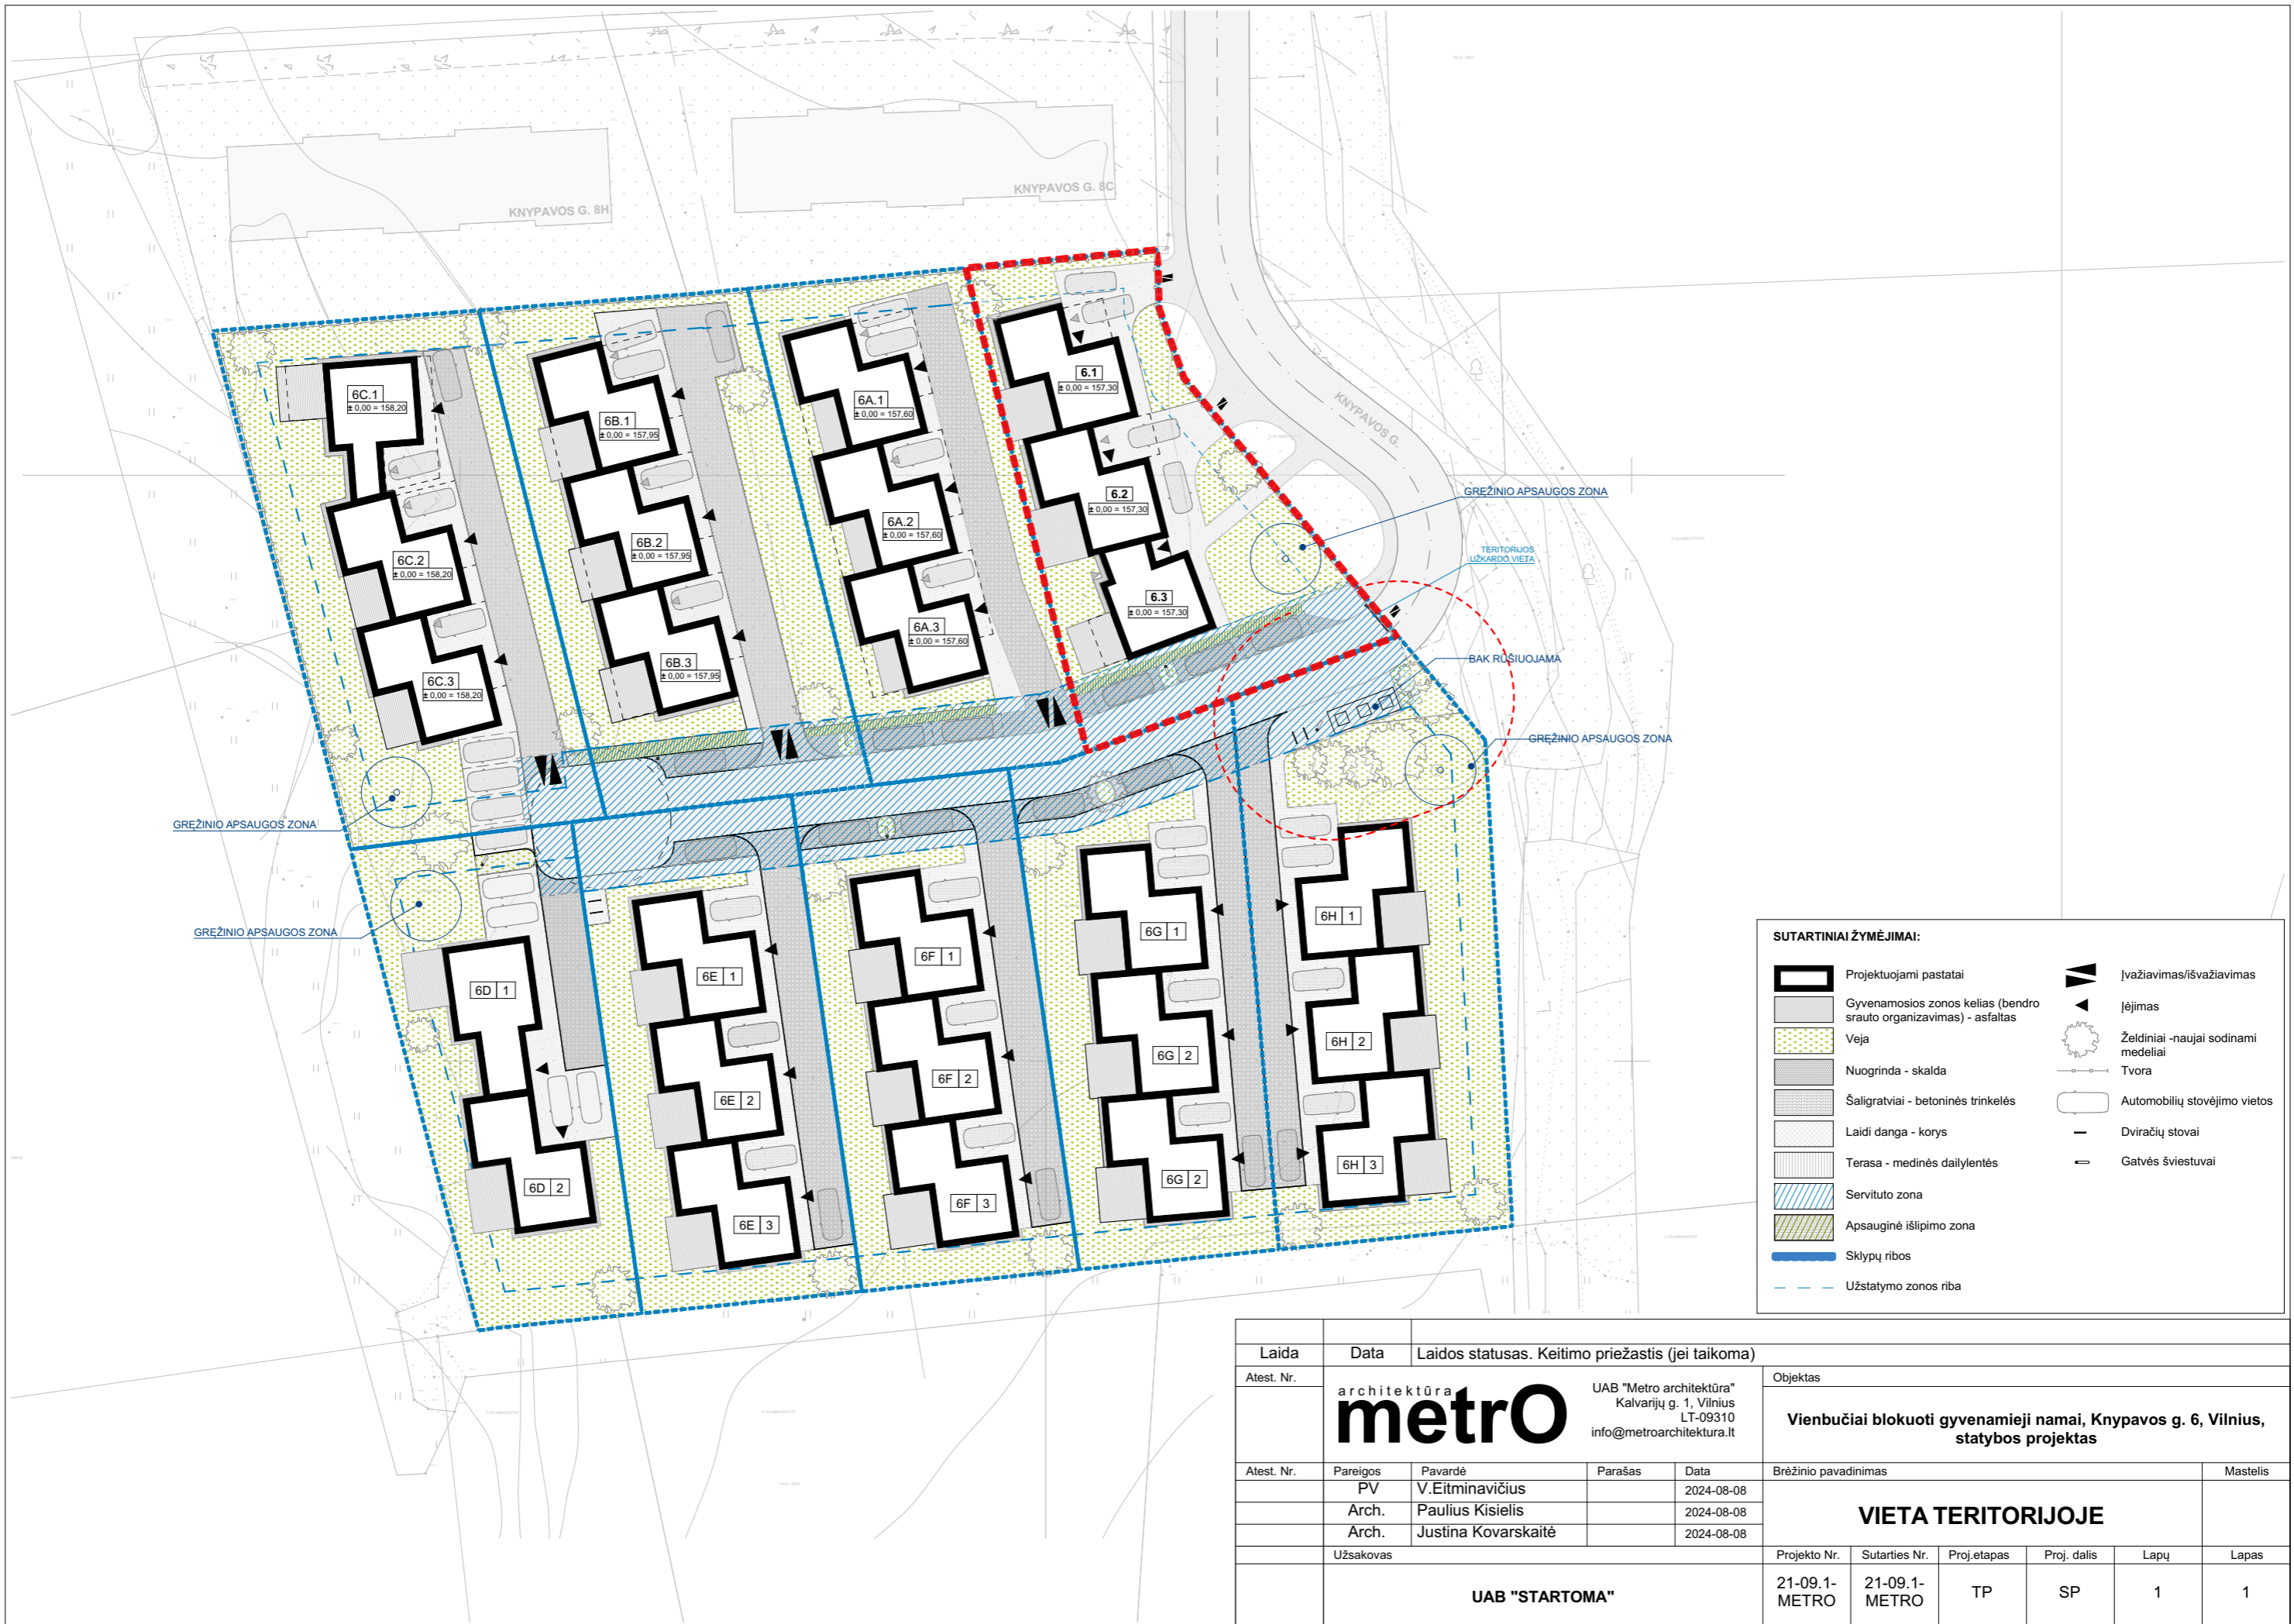 KNYPAVOS G. 8H
KNYPAVOS G. 8C
KNYPAVOS G.
6C.1
± 0,00 = 158,20
6C.2
± 0,00 = 158,20
6C.3
± 0,00 = 158,20
6B.1
± 0,00 = 157,95
6B.2
± 0,00 = 157,95
6B.3
± 0,00 = 157,95
6A.1
± 0,00 = 157,60
6A.2
± 0,00 = 157,60
6A.3
± 0,00 = 157,60
6.1
± 0,00 = 157,30
6.2
± 0,00 = 157,30
6.3
± 0,00 = 157,30
GRĘŽINIO APSAUGOS ZONA
TERITORIJOS
UŽKARDO VIETA
BAK RŪŠIUOJAMA
GRĘŽINIO APSAUGOS ZONA
GRĘŽINIO APSAUGOS ZONA
GRĘŽINIO APSAUGOS ZONA
6D 1
6D 2
6E 1
6E 2
6E 3
6F 1
6F 2
6F 3
6G 1
6G 2
6G 2
6H 1
6H 2
6H 3
SUTARTINIAI ŽYMĖJIMAI:
Projektuojami pastatai
Gyvenamosios zonos kelias (bendro
srauto organizavimas) - asfaltas
Veja
Nuogrinda - skalda
Šaligratviai - betoninės trinkelės
Laidi danga - korys
Terasa - medinės dailylentės
Servituto zona
Apsauginė išlipimo zona
Sklypų ribos
Užstatymo zonos riba
Įvažiavimas/išvažiavimas
Įėjimas
Želdiniai -naujai sodinami
medeliai
Tvora
Automobilių stovėjimo vietos
Dviračių stovai
Gatvės šviestuvai
Laida Data Laidos statusas. Keitimo priežastis (jei taikoma)
Atest. Nr.
architektūra
metrO
UAB "Metro architektūra"
Kalvarijų g. 1, Vilnius
LT-09310
info@metroarchitektura.lt
Objektas
Vienbučiai blokuoti gyvenamieji namai, Knypavos g. 6, Vilnius,
statybos projektas
Atest. Nr. Pareigos Pavardė Parašas Data
PV V.Eitminavičius 2024-08-08
Arch. Paulius Kisielis 2024-08-08
Arch. Justina Kovarskaitė 2024-08-08
Brėžinio pavadinimas Mastelis
VIETA TERITORIJOJE
Užsakovas
UAB "STARTOMA"
Projekto Nr. Sutarties Nr. Proj.etapas Proj. dalis Lapų Lapas
21-09.1-
METRO
21-09.1-
METRO
TP SP 1 1